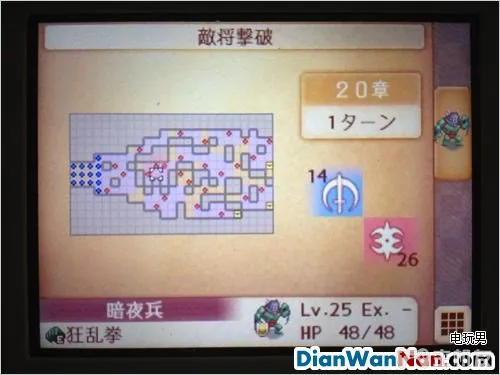 敵将撃破
20章
1ターン
14
26
暗夜兵
Lv.25 Ex. -
E狂乱拳
HP 48/48
电玩男
DianWanNan.com